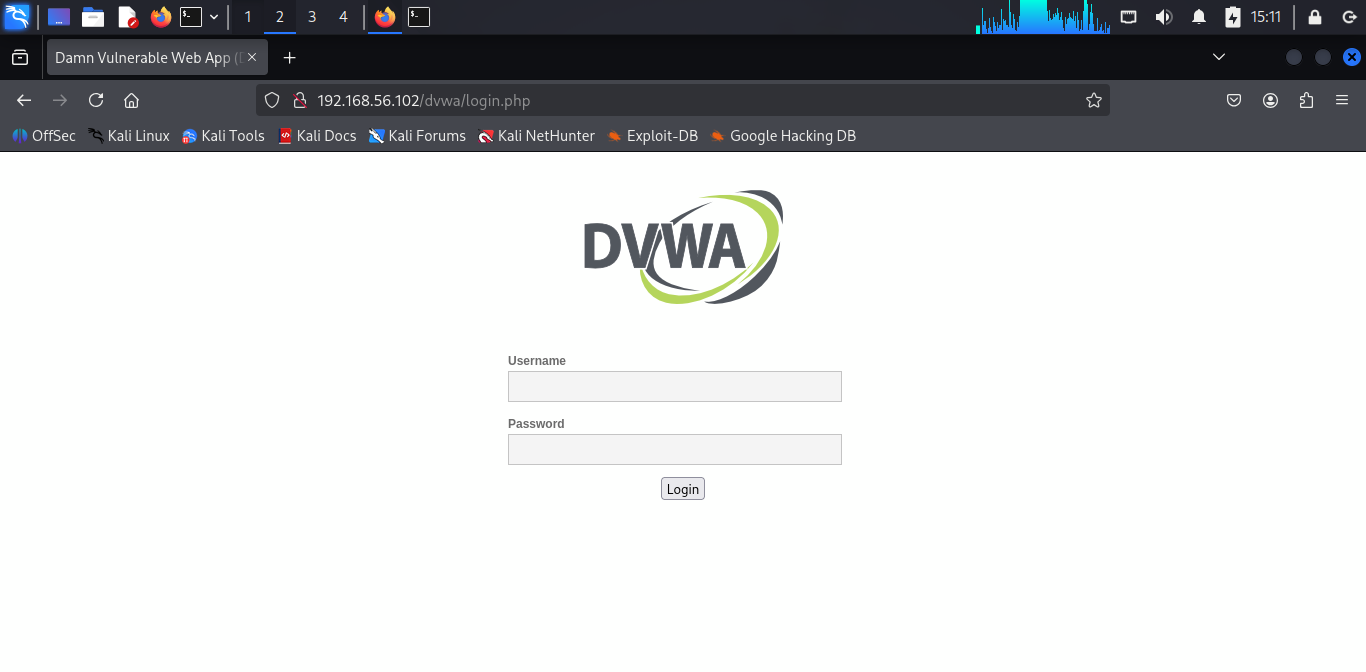 1 2 3 4 15:11
Damn Vulnerable Web App (D
192.168.56.102/dvwa/login.php
OffSec Kali Linux Kali Tools Kali Docs Kali Forums Kali NetHunter Exploit-DB Google Hacking DB
DVWA
Username
Password
Login